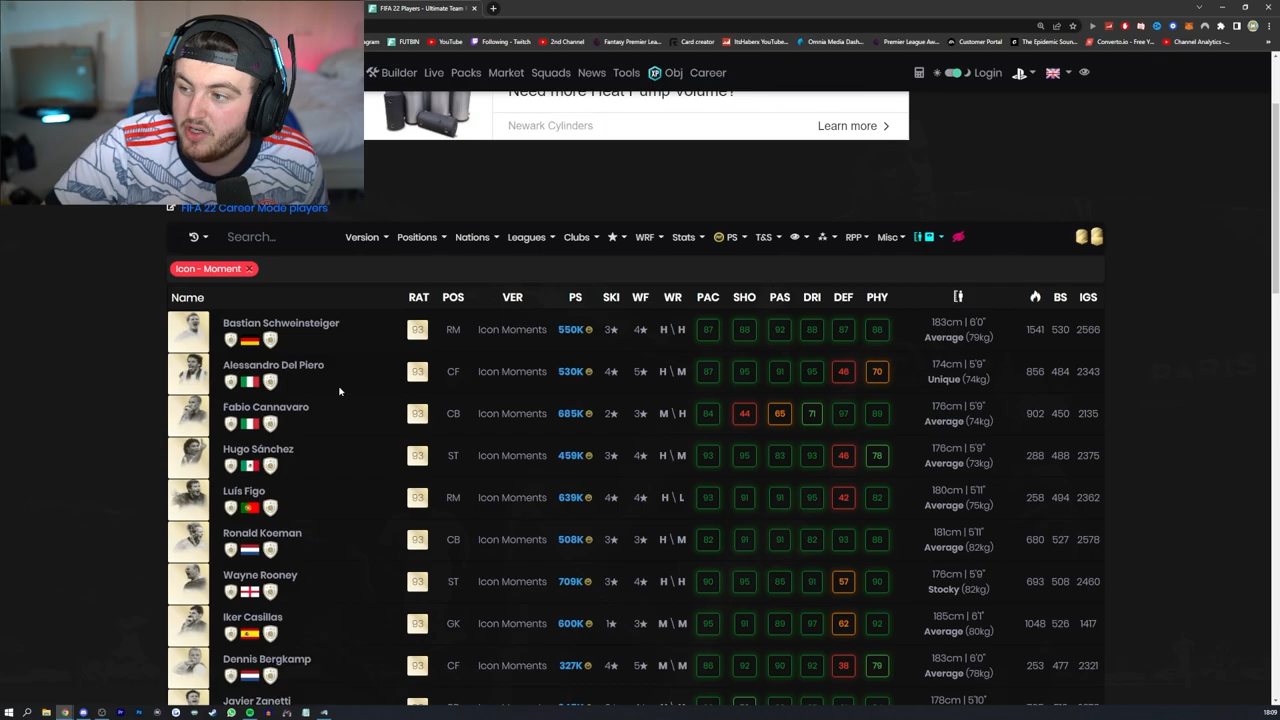 FIFA 22 Players - Ultimate Team
FUTBIN YouTube Following - Twitch 2nd Channel Fantasy Premier Lea... Card creator ItsHaberx YouTube... Omnia Media Dash... Premier League Aw... Customer Portal The Epidemic Soun... Converto.io - Free Y... Channel Analytics -...
Builder Live Packs Market Squads News Tools XP Obj Career Login
Need more Heat Pump Volume?
Newark Cylinders Learn more
FIFA 22 Career Mode players
Search... Version Positions Nations Leagues Clubs WRF Stats PS T&S RPP Misc
Icon - Moment ×
Name RAT POS VER PS SKI WF WR PAC SHO PAS DRI DEF PHY BS IGS
Bastian Schweinsteiger 93 RM Icon Moments 550K 3★ 4★ H \ H 87 88 92 88 87 88 183cm | 6'0" 1541 530 2566
Average (79kg)
Alessandro Del Piero 93 CF Icon Moments 530K 4★ 5★ H \ M 87 95 91 95 46 70 174cm | 5'9" 856 484 2343
Unique (74kg)
Fabio Cannavaro 93 CB Icon Moments 685K 2★ 3★ M \ H 84 44 65 71 97 89 176cm | 5'9" 902 450 2135
Average (74kg)
Hugo Sánchez 93 ST Icon Moments 459K 3★ 4★ H \ M 93 95 83 93 46 78 176cm | 5'9" 288 488 2375
Average (73kg)
Luís Figo 93 RM Icon Moments 639K 4★ 4★ H \ L 93 91 91 95 42 82 180cm | 5'11" 258 494 2362
Average (75kg)
Ronald Koeman 93 CB Icon Moments 508K 3★ 4★ H \ M 82 91 91 82 93 88 181cm | 5'11" 680 527 2578
Average (82kg)
Wayne Rooney 93 ST Icon Moments 709K 3★ 4★ H \ H 90 95 85 91 57 90 176cm | 5'9" 693 508 2460
Stocky (82kg)
Iker Casillas 93 GK Icon Moments 600K 1★ 3★ M \ M 95 91 89 97 62 92 185cm | 6'1" 1048 526 1417
Average (80kg)
Dennis Bergkamp 93 CF Icon Moments 327K 4★ 5★ M \ M 86 92 90 92 38 79 183cm | 6'0" 253 477 2321
Average (78kg)
Javier Zanetti 178cm | 5'10"
18:09